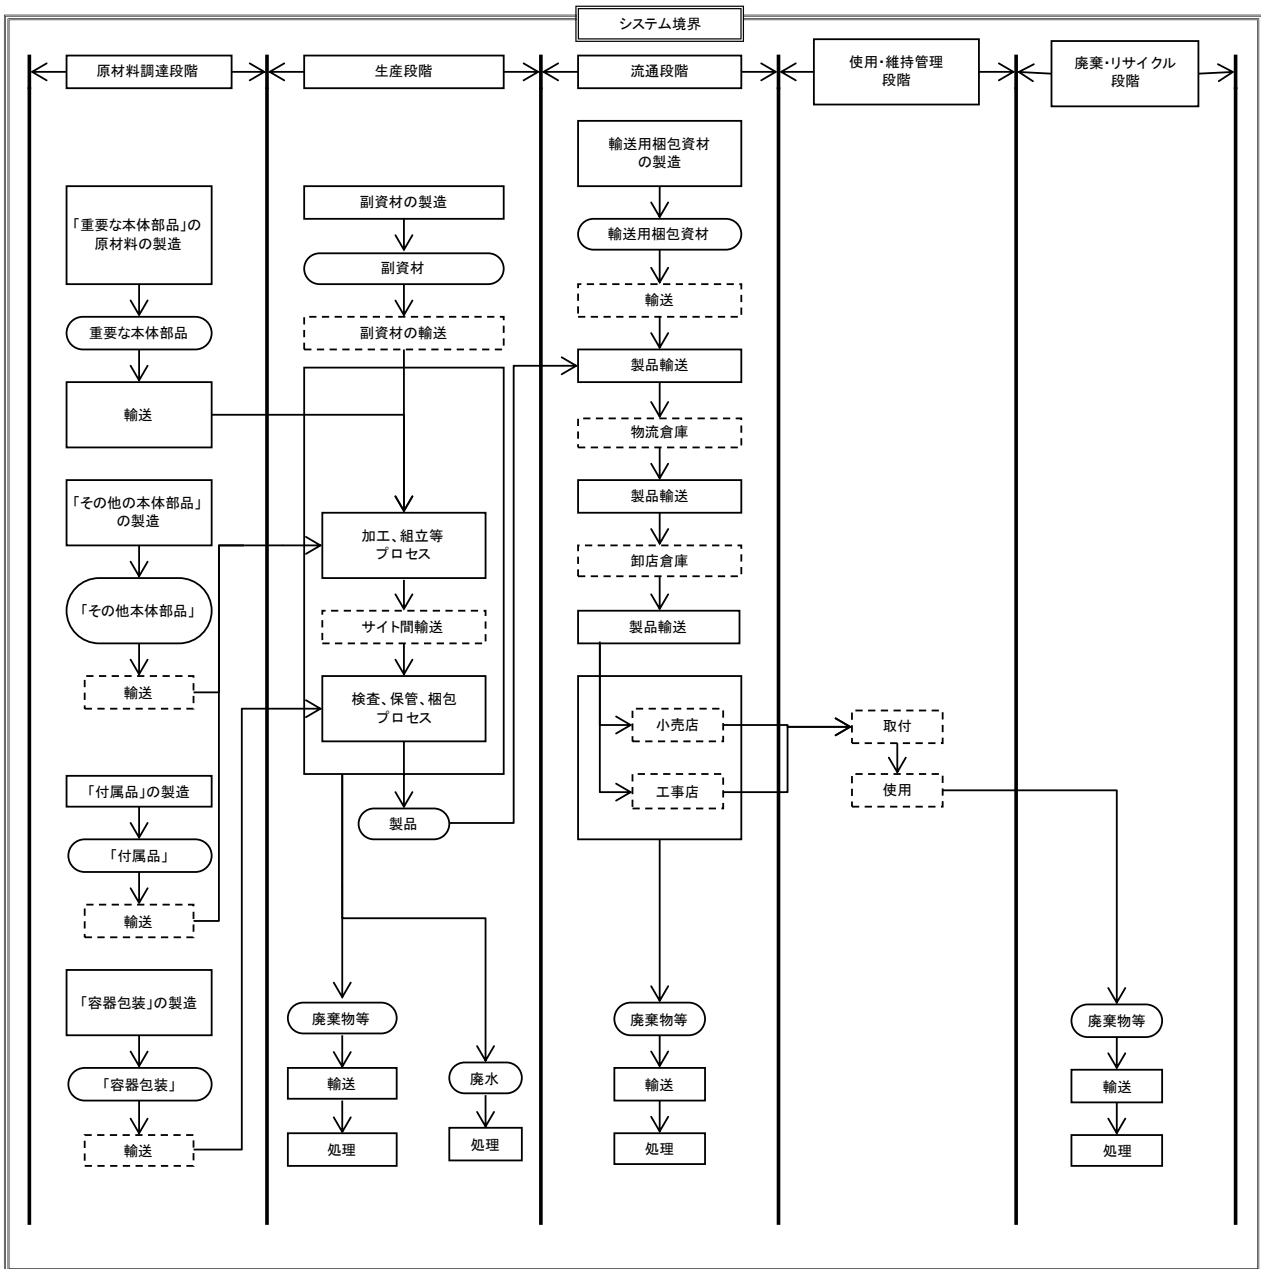 システム境界
原材料調達段階
生産段階
流通段階
使用・維持管理
段階
廃棄・リサイクル
段階
「重要な本体部品」の
原材料の製造
重要な本体部品
輸送
「その他の本体部品」
の製造
「その他本体部品」
輸送
「付属品」の製造
「付属品」
輸送
「容器包装」の製造
「容器包装」
輸送
副資材の製造
副資材
副資材の輸送
加工、組立等
プロセス
サイト間輸送
検査、保管、梱包
プロセス
製品
廃棄物等
輸送
処理
廃水
処理
輸送用梱包資材
の製造
輸送用梱包資材
輸送
製品輸送
物流倉庫
製品輸送
卸店倉庫
製品輸送
小売店
工事店
廃棄物等
輸送
処理
取付
使用
廃棄物等
輸送
処理